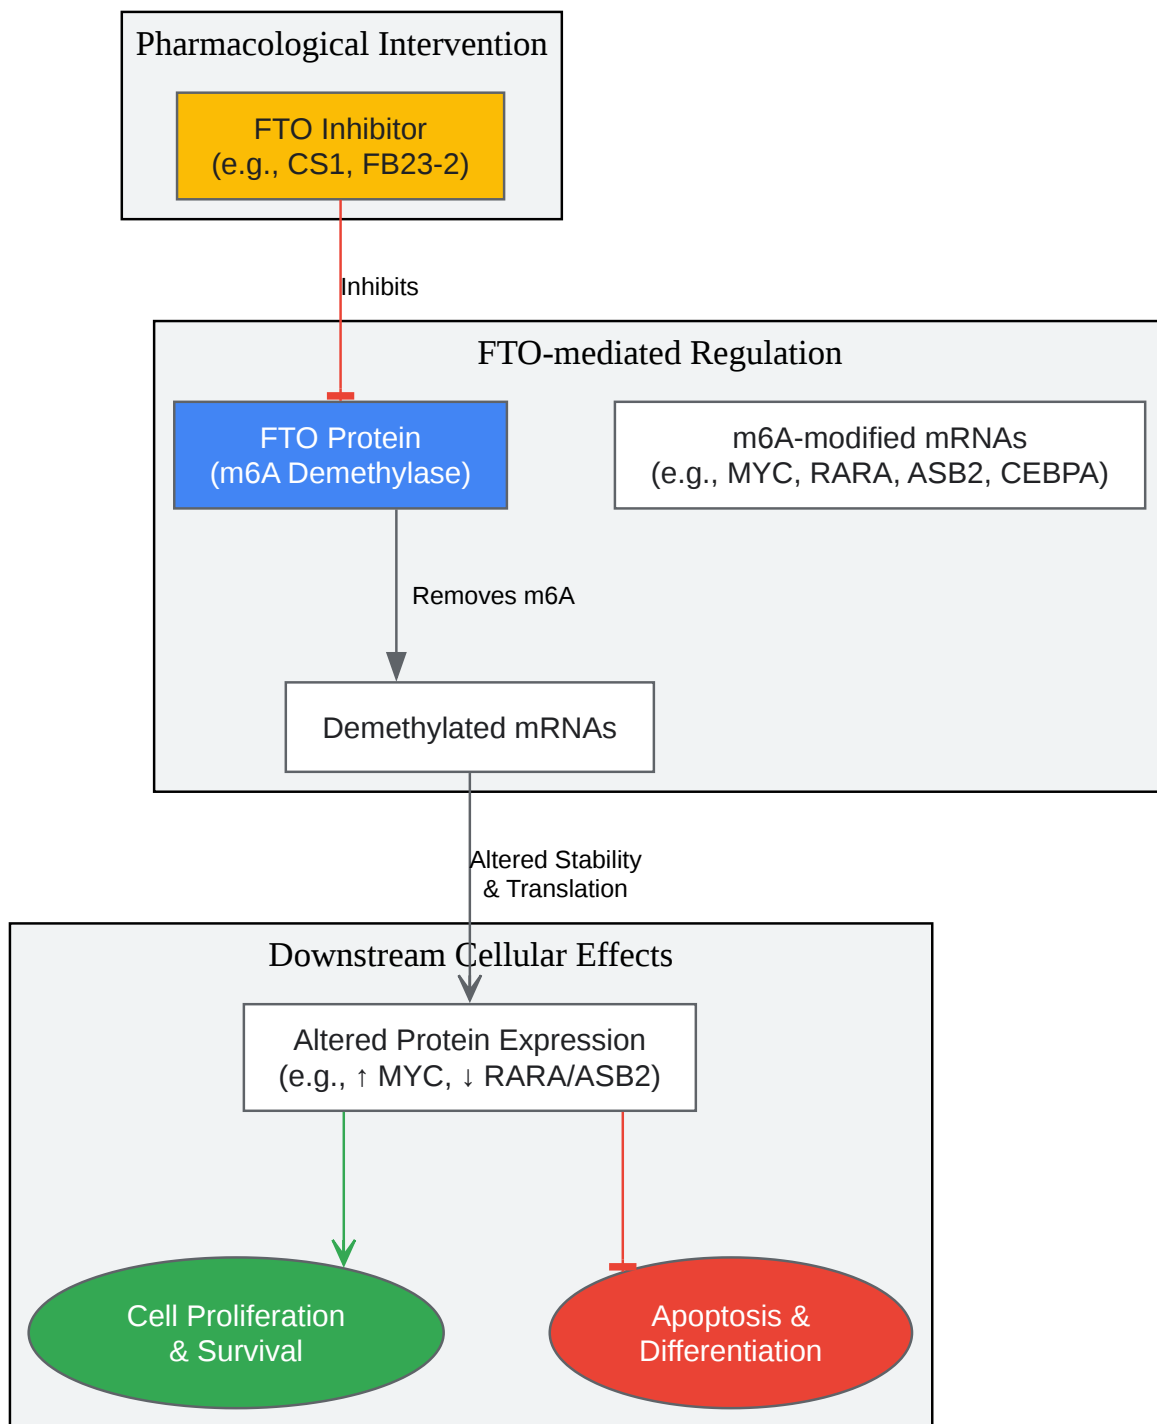 Pharmacological Intervention
FTO Inhibitor
(e.g., CS1, FB23-2)
Inhibits
FTO-mediated Regulation
FTO Protein
(m6A Demethylase)
m6A-modified mRNAs
(e.g., MYC, RARA, ASB2, CEBPA)
Removes m6A
Demethylated mRNAs
Altered Stability
& Translation
Downstream Cellular Effects
Altered Protein Expression
(e.g., ↑ MYC, ↓ RARA/ASB2)
Cell Proliferation
& Survival
Apoptosis &
Differentiation